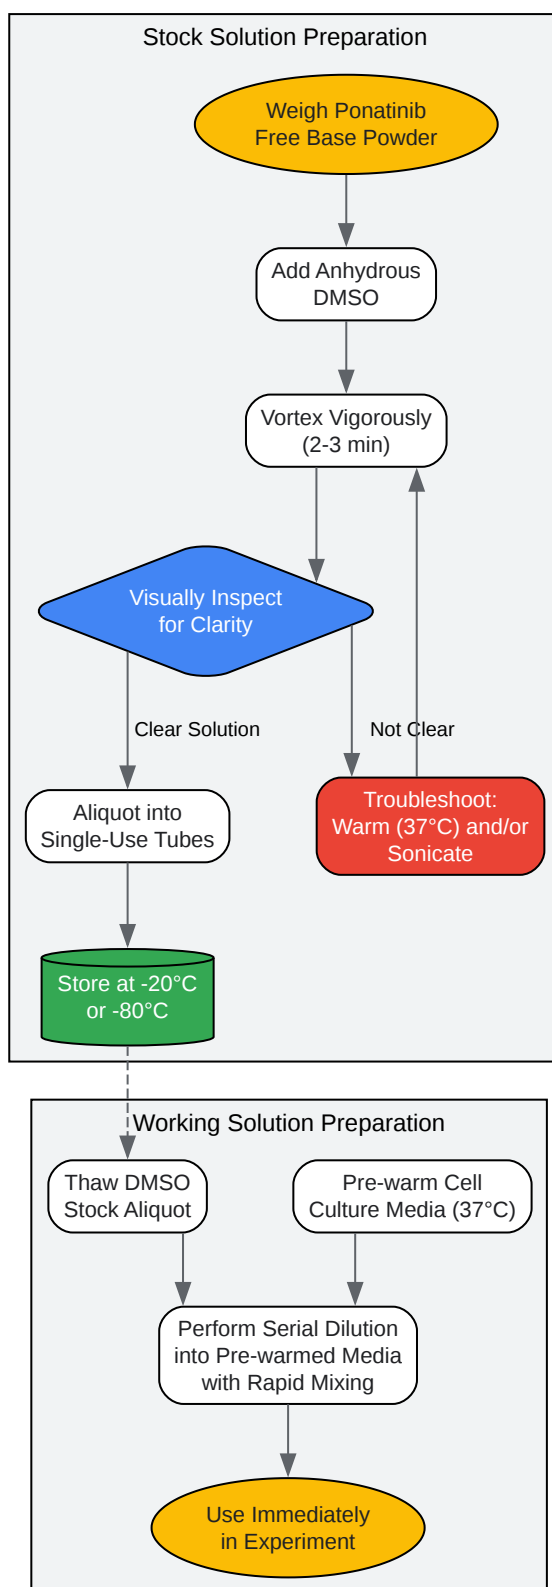 Stock Solution Preparation
Weigh Ponatinib
Free Base Powder
Add Anhydrous
DMSO
Vortex Vigorously
(2-3 min)
Visually Inspect
for Clarity
Clear Solution
Not Clear
Aliquot into
Single-Use Tubes
Troubleshoot:
Warm (37°C) and/or
Sonicate
Store at -20°C
or -80°C
Working Solution Preparation
Thaw DMSO
Stock Aliquot
Pre-warm Cell
Culture Media (37°C)
Perform Serial Dilution
into Pre-warmed Media
with Rapid Mixing
Use Immediately
in Experiment